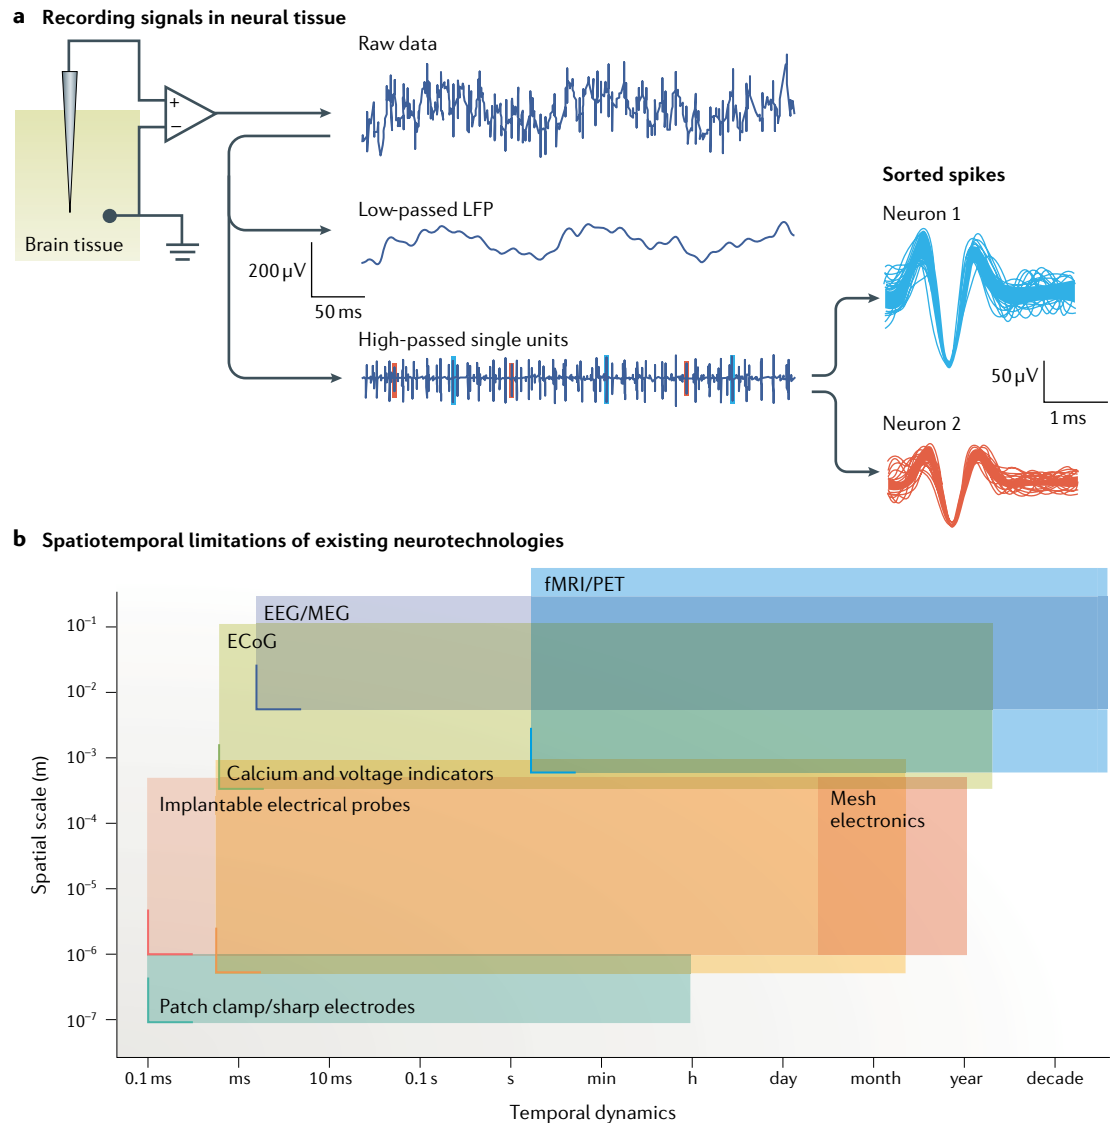 a Recording signals in neural tissue
Raw data
+
−
Brain tissue
Low-passed LFP
200 µV
50 ms
High-passed single units
Sorted spikes
Neuron 1
50 µV
1 ms
Neuron 2
b Spatiotemporal limitations of existing neurotechnologies
fMRI/PET
EEG/MEG
ECoG
Calcium and voltage indicators
Implantable electrical probes
Mesh
electronics
Patch clamp/sharp electrodes
Spatial scale (m)
10⁻¹
10⁻²
10⁻³
10⁻⁴
10⁻⁵
10⁻⁶
10⁻⁷
0.1 ms ms 10 ms 0.1 s s min h day month year decade
Temporal dynamics